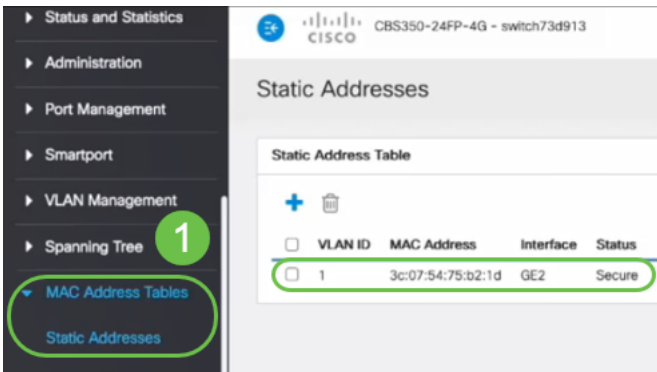 Status and Statistics
Administration
Port Management
Smartport
VLAN Management
1
Spanning Tree
MAC Address Tables
Static Addresses
CISCO
CBS350-24FP-4G - switch73d913
Static Addresses
Static Address Table
VLAN ID MAC Address Interface Status
1 3c:07:54:75:b2:1d GE2 Secure